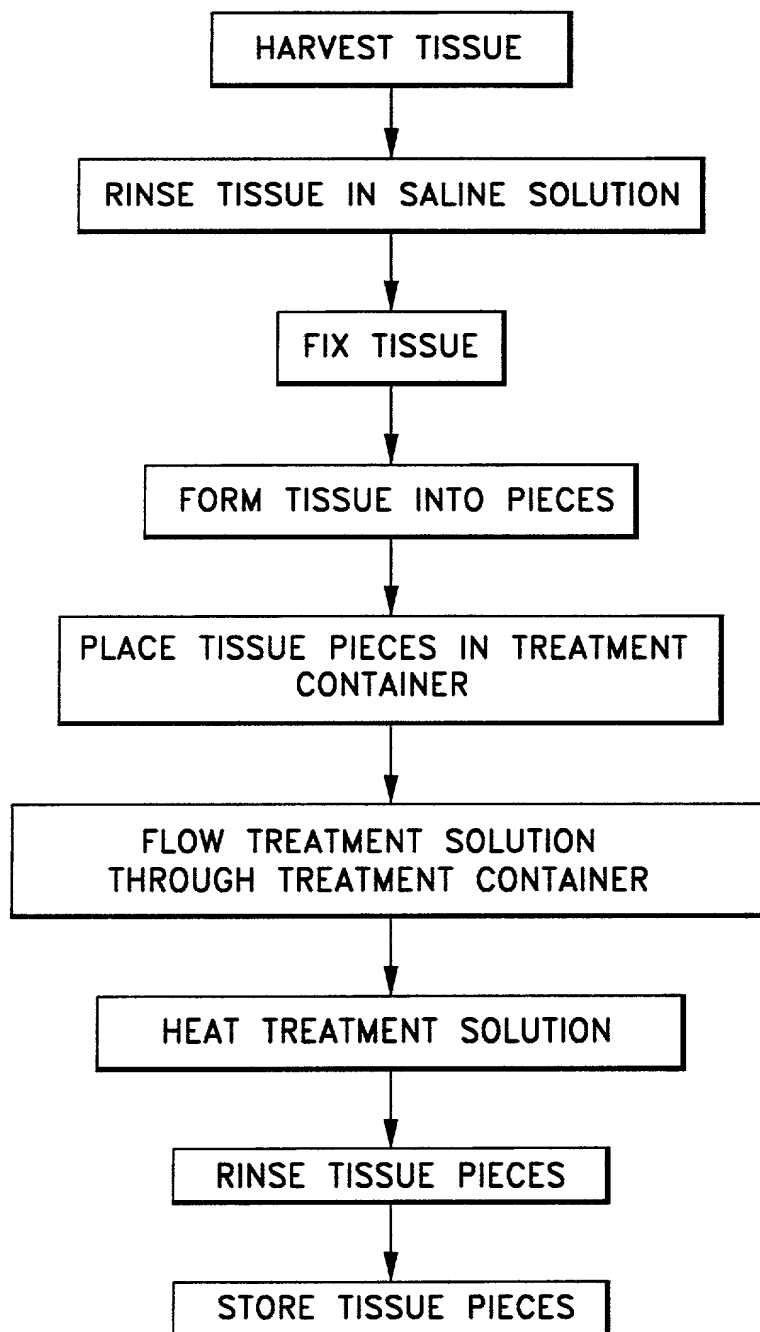 HARVEST TISSUE
RINSE TISSUE IN SALINE SOLUTION
FIX TISSUE
FORM TISSUE INTO PIECES
PLACE TISSUE PIECES IN TREATMENT
CONTAINER
FLOW TREATMENT SOLUTION
THROUGH TREATMENT CONTAINER
HEAT TREATMENT SOLUTION
RINSE TISSUE PIECES
STORE TISSUE PIECES